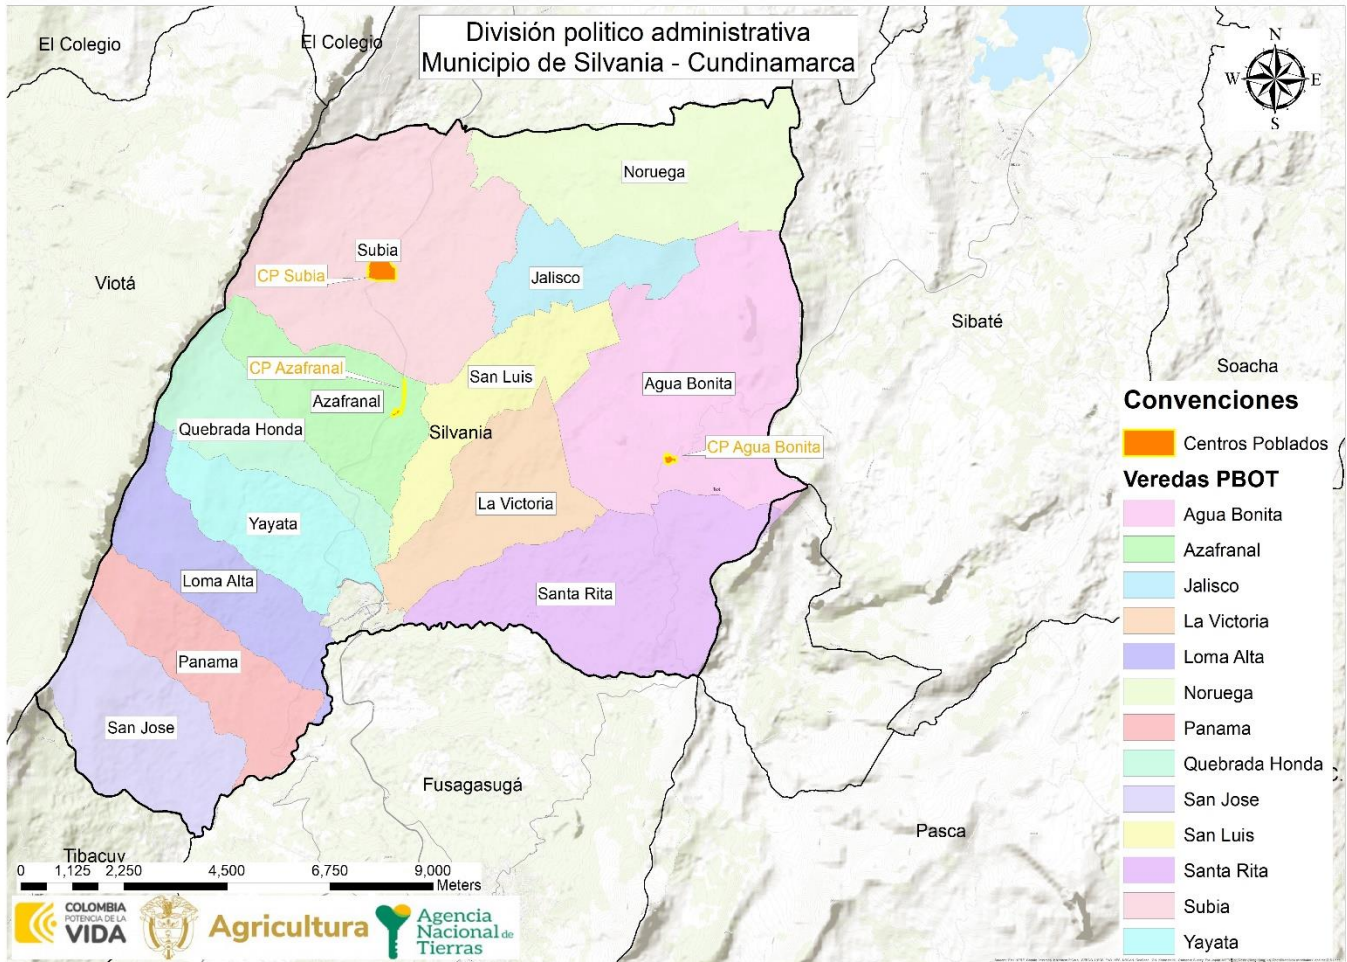 División politico administrativa
Municipio de Silvania - Cundinamarca
El Colegio
El Colegio
N
W E
S
Noruega
Subia
CP Subia
Jalisco
Viotá
Sibaté
Soacha
CP Azafranal
San Luis
Agua Bonita
Azafranal
Quebrada Honda
Silvania
CP Agua Bonita
La Victoria
Yayata
Loma Alta
Santa Rita
Panama
San Jose
Fusagasugá
Pasca
Tibacuy
Convenciones
Centros Poblados
Veredas PBOT
Agua Bonita
Azafranal
Jalisco
La Victoria
Loma Alta
Noruega
Panama
Quebrada Honda
San Jose
San Luis
Santa Rita
Subia
Yayata
0 1,125 2,250 4,500 6,750 9,000
Meters
COLOMBIA
POTENCIA DE LA
VIDA
Agricultura
Agencia
Nacional de
Tierras